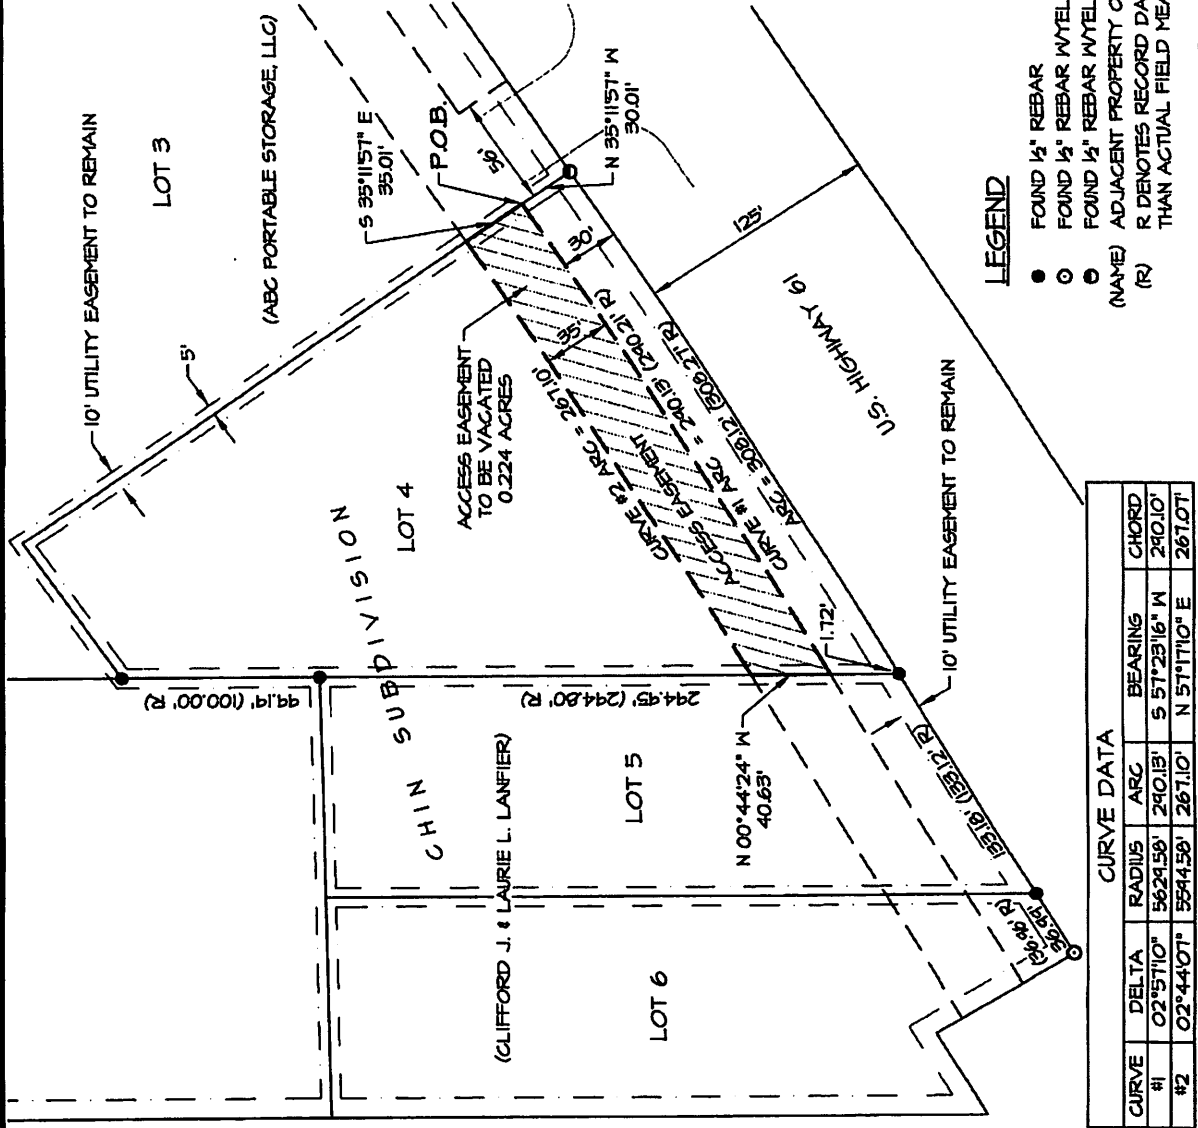 10' UTILITY EASEMENT TO REMAIN
LOT 3
(ABC PORTABLE STORAGE, LLC)
5'
S 35°11'57" E
35.01'
P.O.B.
56'
N 35°11'57" W
30.01'
ACCESS EASEMENT
TO BE VACATED
0.224 ACRES
30'
35'
125'
U.S. HIGHWAY 61
LOT 4
CURVE #2 ARC = 267.10'
ACCESS EASEMENT
CURVE #1 ARC = 290.13' (290.21' R)
ARC = 308.12' (308.27' R)
CHIN SUBDIVISION
99.19' (100.00' R)
244.95' (244.80' R)
1.72'
10' UTILITY EASEMENT TO REMAIN
(CLIFFORD J. & LAURIE L. LANFIER)
LOT 5
N 00°44'24" W
40.63'
133.18' (133.12' R)
LOT 6
(36.96' R)
36.99'
LEGEND
FOUND ½" REBAR
FOUND ½" REBAR W/YEL
FOUND ½" REBAR W/YEL
(NAME) ADJACENT PROPERTY O
(R) R DENOTES RECORD DA
THAN ACTUAL FIELD MEA
CURVE DATA
CURVE DELTA RADIUS ARC BEARING CHORD
#1 02°57'10" 5629.58' 290.13' S 57°23'16" W 290.10'
#2 02°44'07" 5594.58' 267.10' N 57°17'10" E 267.07'